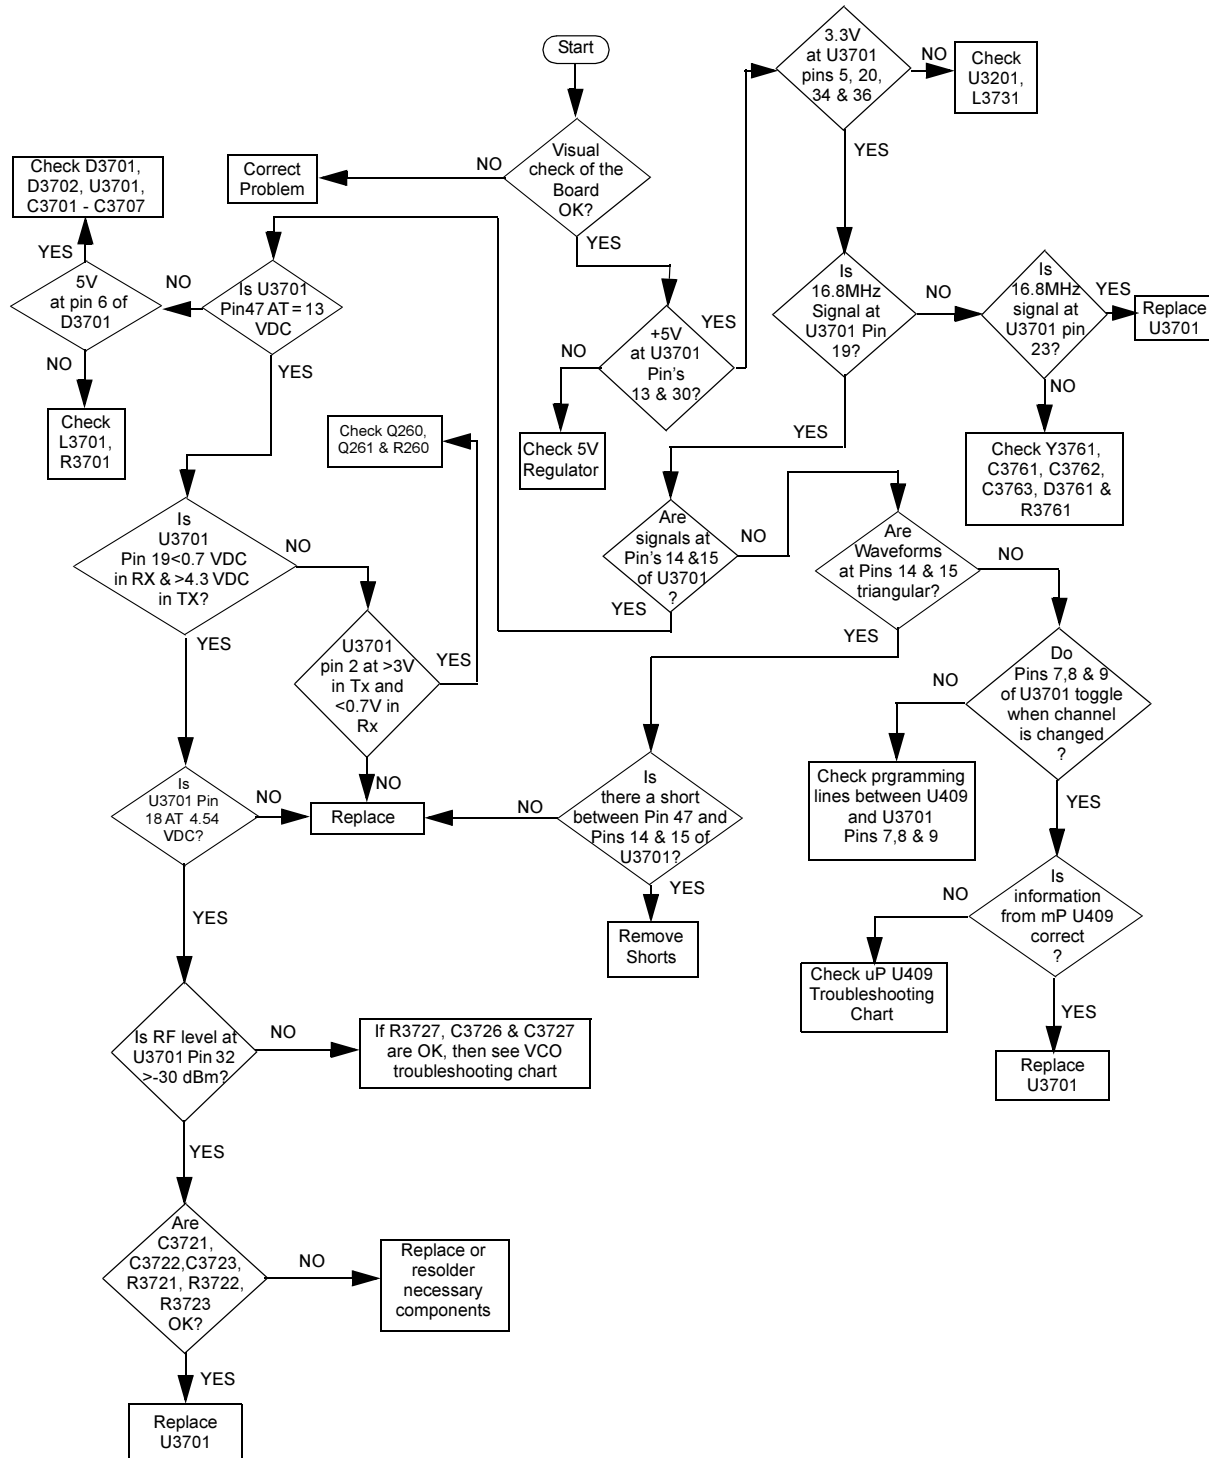 Start
3.3V
at U3701
pins 5, 20,
34 & 36
NO
Check
U3201,
L3731
YES
Visual
check of the
Board
OK?
NO
Correct
Problem
YES
Check D3701,
D3702, U3701,
C3701 - C3707
YES
5V
at pin 6 of
D3701
NO
Is U3701
Pin47 AT = 13
VDC
NO
Check
L3701,
R3701
YES
+5V
at U3701
Pin's
13 & 30?
YES
NO
Check 5V
Regulator
Is
16.8MHz
Signal at
U3701 Pin
19?
NO
Is
16.8MHz
signal at
U3701 pin
23?
YES
Replace
U3701
NO
Check Y3761,
C3761, C3762,
C3763, D3761 &
R3761
YES
Check Q260,
Q261 & R260
Are
signals at
Pin's 14 &15
of U3701
?
NO
YES
Are
Waveforms
at Pins 14 & 15
triangular?
NO
YES
Is
U3701
Pin 19<0.7 VDC
in RX & >4.3 VDC
in TX?
NO
YES
U3701
pin 2 at >3V
in Tx and
<0.7V in
Rx
YES
NO
Do
Pins 7,8 & 9
of U3701 toggle
when channel
is changed
?
NO
Check prgramming
lines between U409
and U3701
Pins 7,8 & 9
YES
Is
U3701 Pin
18 AT 4.54
VDC?
NO
Replace
NO
Is
there a short
between Pin 47 and
Pins 14 & 15 of
U3701?
YES
Remove
Shorts
YES
Is
information
from mP U409
correct
?
NO
Check uP U409
Troubleshooting
Chart
YES
Replace
U3701
Is RF level at
U3701 Pin 32
>-30 dBm?
NO
If R3727, C3726 & C3727
are OK, then see VCO
troubleshooting chart
YES
Are
C3721,
C3722,C3723,
R3721, R3722,
R3723
OK?
NO
Replace or
resolder
necessary
components
YES
Replace
U3701